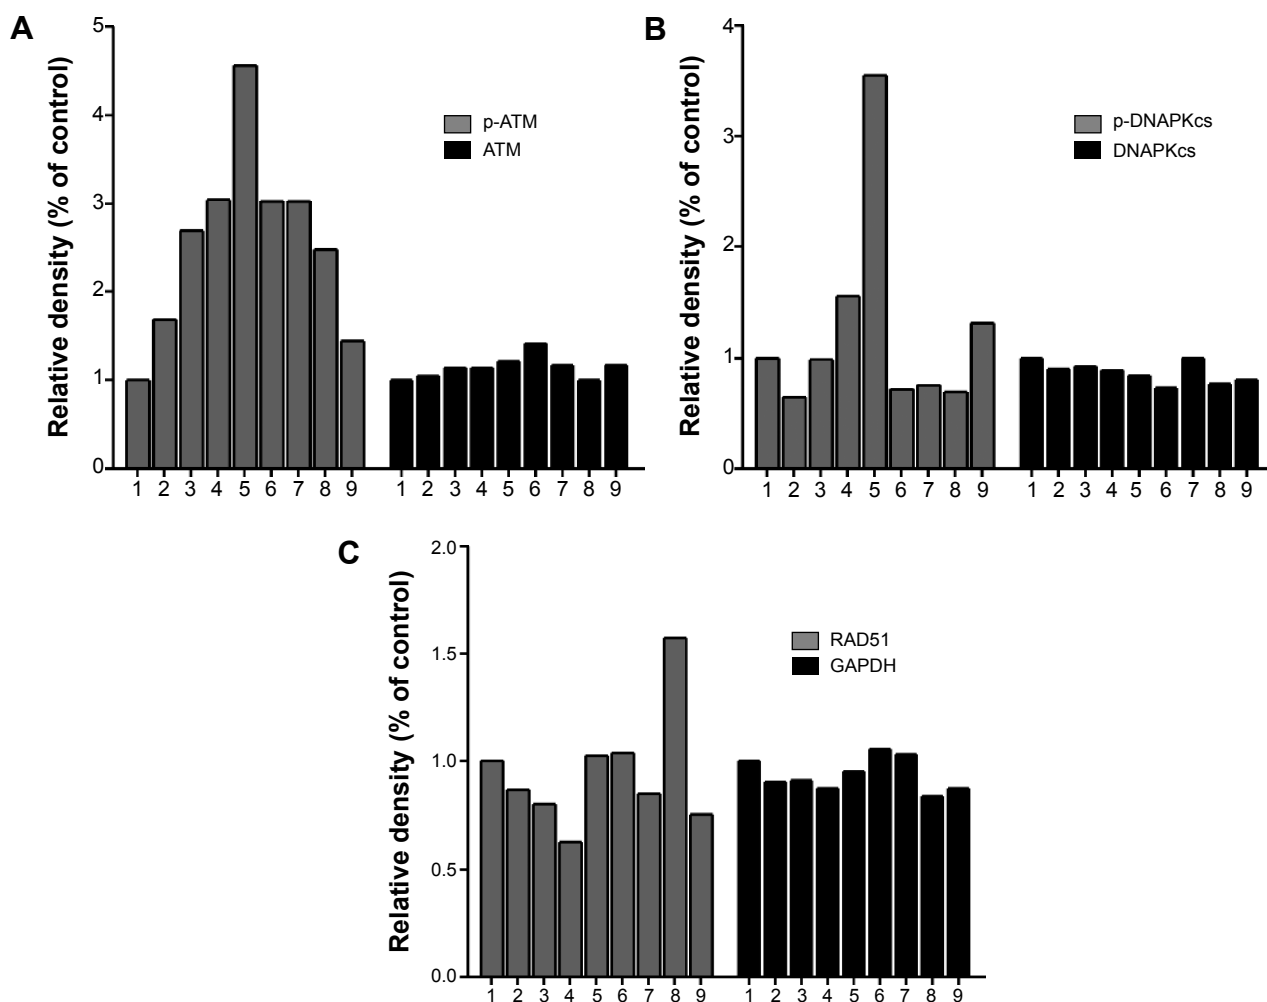 A
Relative density (% of control)
5
4
3
2
1
0
p-ATM
ATM
1 2 3 4 5 6 7 8 9 1 2 3 4 5 6 7 8 9
B
Relative density (% of control)
4
3
2
1
0
p-DNAPKcs
DNAPKcs
1 2 3 4 5 6 7 8 9 1 2 3 4 5 6 7 8 9
C
Relative density (% of control)
2.0
1.5
1.0
0.5
0.0
RAD51
GAPDH
1 2 3 4 5 6 7 8 9 1 2 3 4 5 6 7 8 9